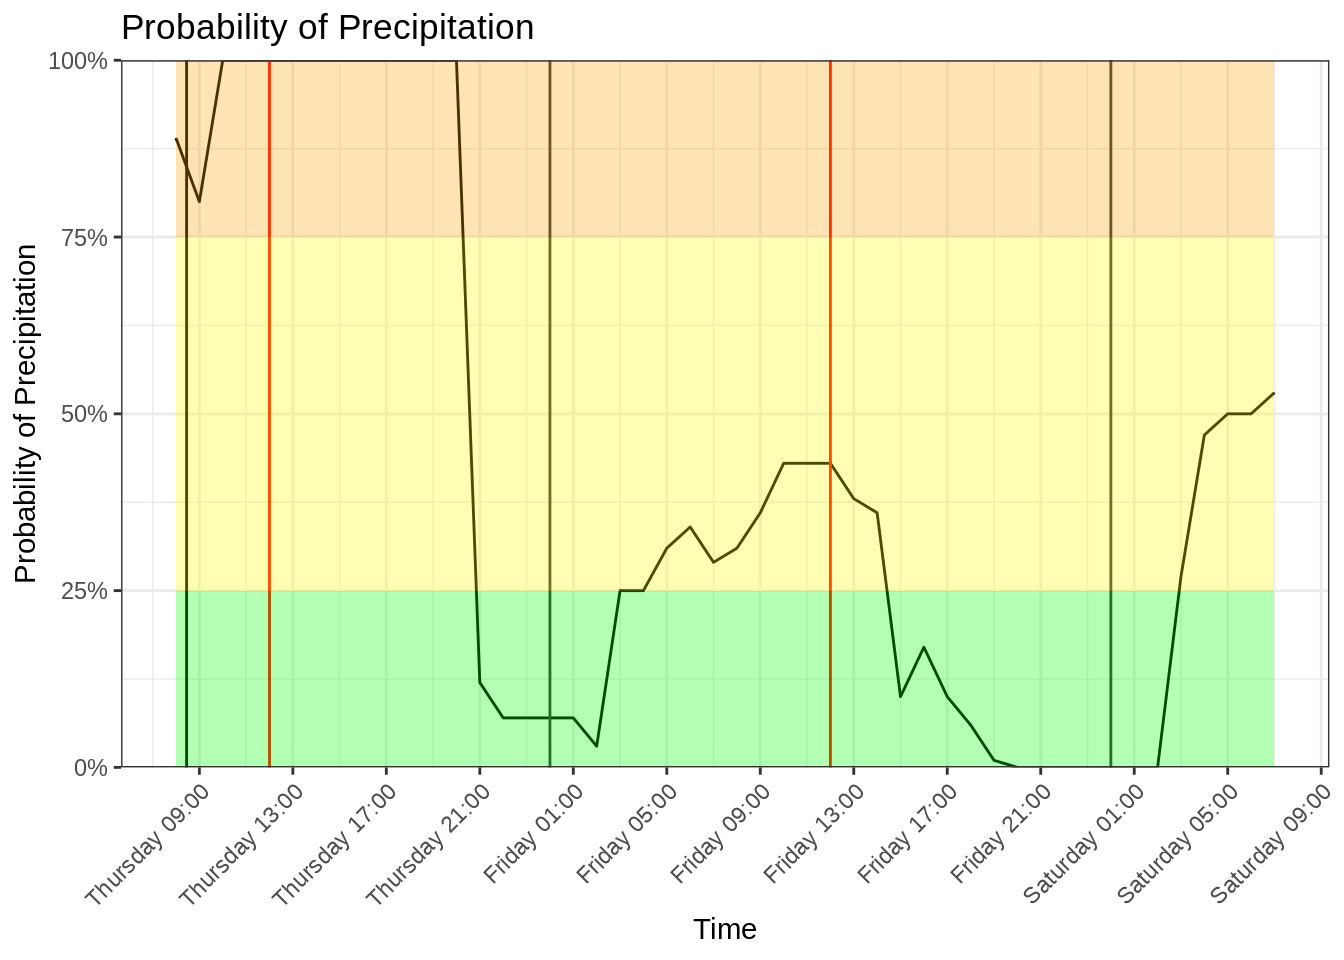 Probability of Precipitation
Probability of Precipitation
100%
75%
50%
25%
0%
Thursday 09:00
Thursday 13:00
Thursday 17:00
Thursday 21:00
Friday 01:00
Friday 05:00
Friday 09:00
Friday 13:00
Friday 17:00
Friday 21:00
Saturday 01:00
Saturday 05:00
Saturday 09:00
Time